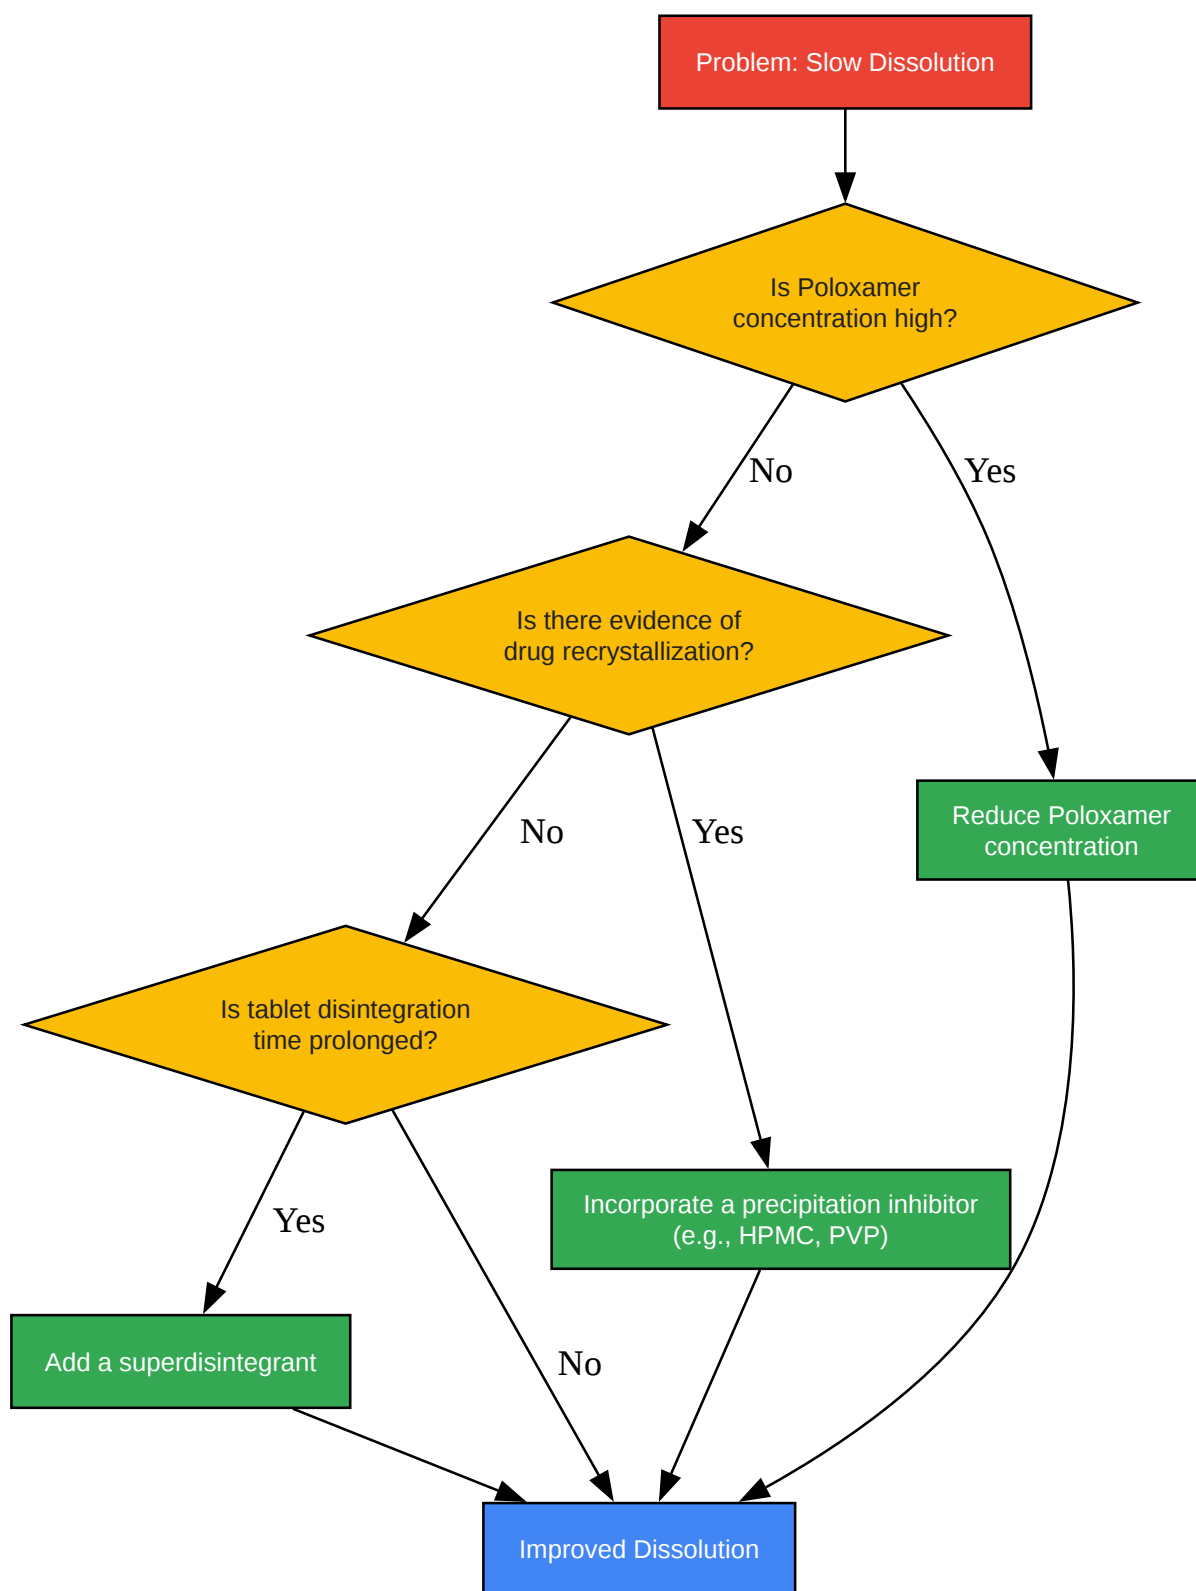 Problem: Slow Dissolution
Is Poloxamer
concentration high?
No
Yes
Is there evidence of
drug recrystallization?
No
Yes
Reduce Poloxamer
concentration
Is tablet disintegration
time prolonged?
Yes
No
Incorporate a precipitation inhibitor
(e.g., HPMC, PVP)
Add a superdisintegrant
Improved Dissolution